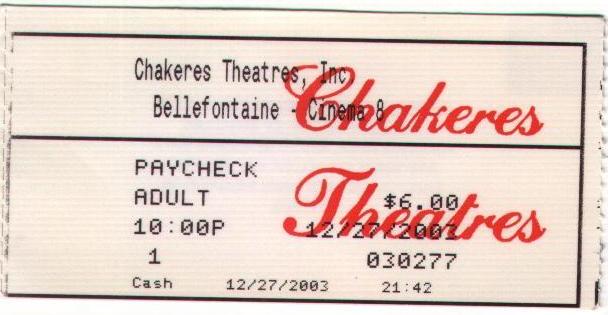 Chakeres Theatres, Inc
Bellefontaine - Cinema 8
Chakeres
PAYCHECK
Theatres
ADULT $6.00
10:00P 12/27/2003
1 030277
Cash 12/27/2003 21:42